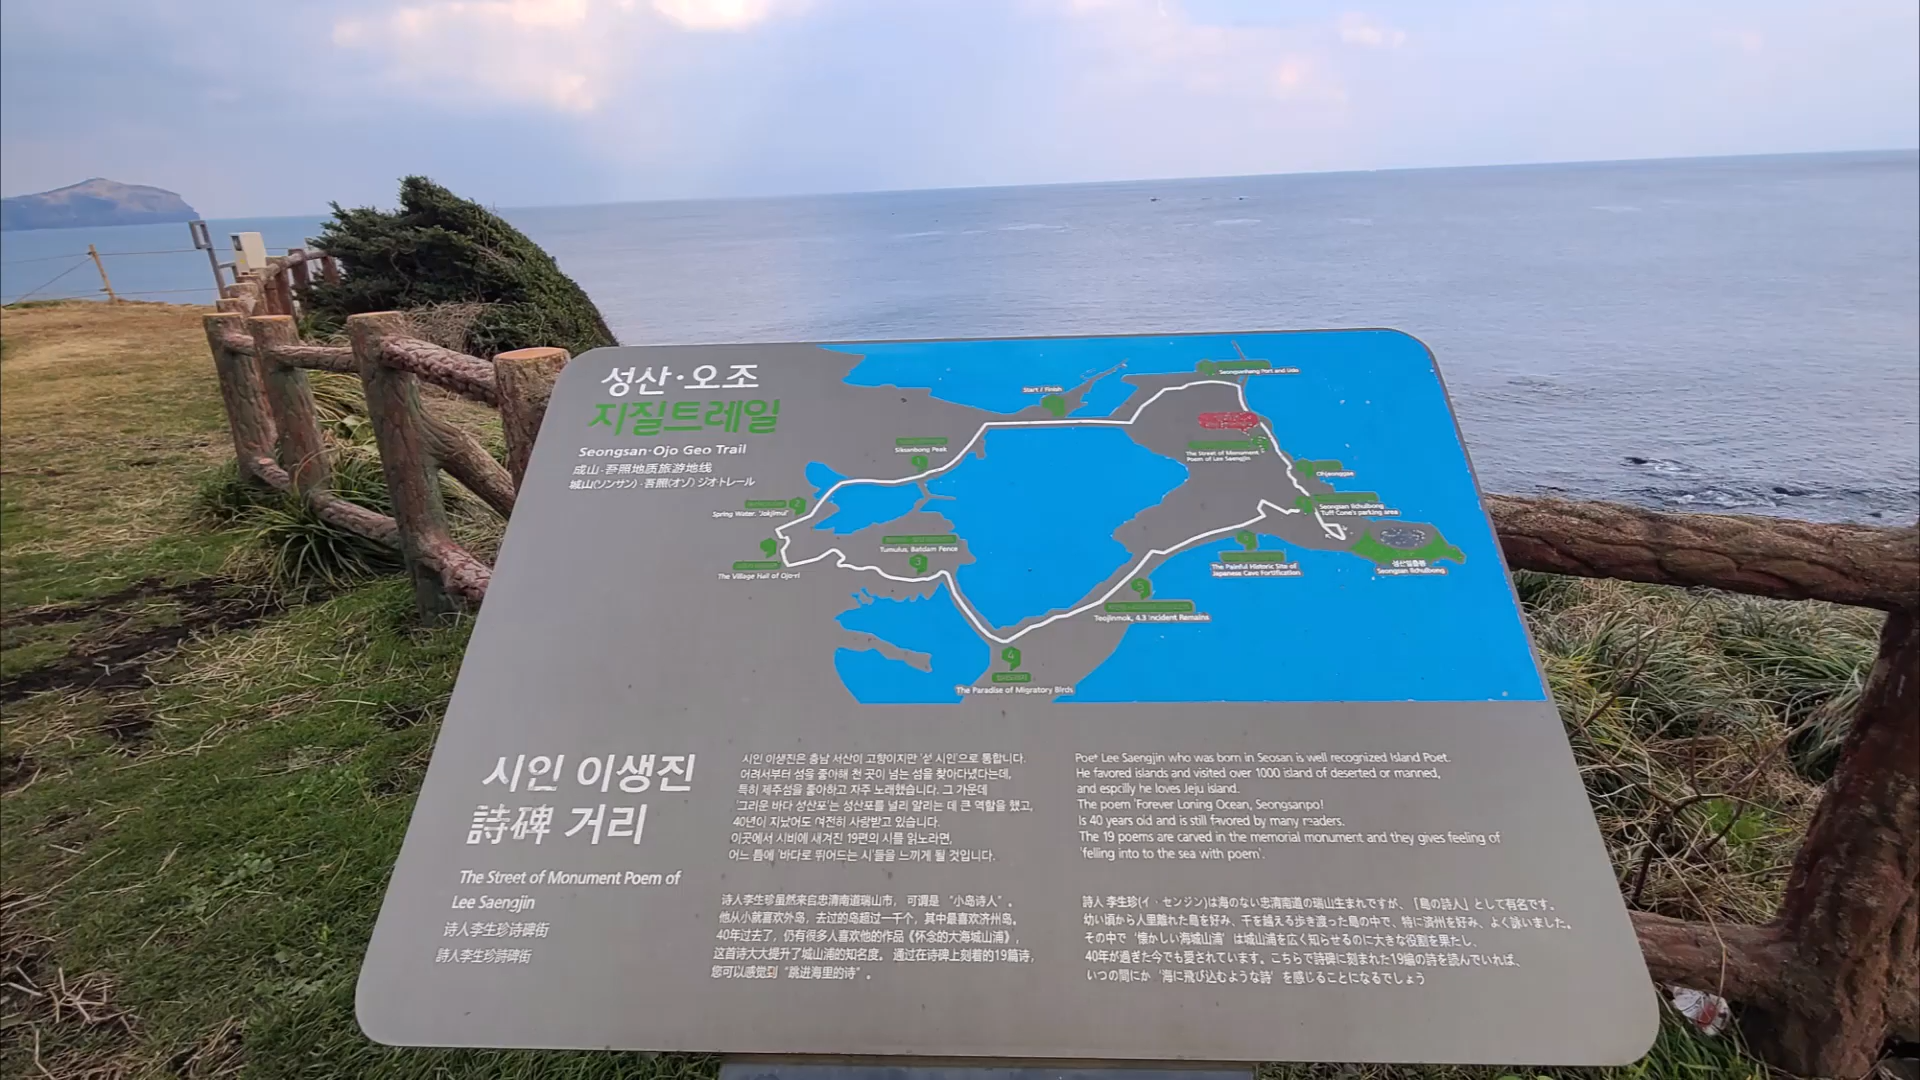 성산·오조
지질트레일
Seongsan·Ojo Geo Trail
成山·吾照地质旅游地线
城山(ソンサン)·吾照(オゾ) ジオトレール
Start / Finish
Seongsanhang Port and Udo
Siksanbong Peak
The Street of Monument
Poem of Lee Saengjin
Ohjeonggae
Spring Water, 'Jokjimul'
Seongsan Ilchulbong
Tuff Cone's parking area
Tumulus, Batdam Fence
3
The Village Hall of Ojo-ri
The Painful Historic Site of
Japanese Cave Fortification
성산일출봉
Seongsan Ilchulbong
Teojinmok, 4.3 Incident Remains
4
The Paradise of Migratory Birds
시인 이생진
詩碑 거리
The Street of Monument Poem of
Lee Saengjin
诗人李生珍诗碑街
詩人李生珍詩碑街
시인 이생진은 충남 서산이 고향이지만 '섬 시인'으로 통합니다.
어려서부터 섬을 좋아해 천 곳이 넘는 섬을 찾아다녔다는데,
특히 제주섬을 좋아하고 자주 노래했습니다. 그 가운데
'그리운 바다 성산포'는 성산포를 널리 알리는 데 큰 역할을 했고,
40년이 지났어도 여전히 사랑받고 있습니다.
이곳에서 시비에 새겨진 19편의 시를 읽노라면,
어느 틈에 '바다로 뛰어드는 시'들을 느끼게 될 것입니다.
Poet Lee Saengjin who was born in Seosan is well recognized Island Poet.
He favored islands and visited over 1000 island of deserted or manned,
and espcilly he loves Jeju island.
The poem 'Forever Loning Ocean, Seongsanpo!
Is 40 years old and is still favored by many readers.
The 19 poems are carved in the memorial monument and they gives feeling of
'felling into to the sea with poem'.
诗人李生珍虽然来自忠清南道瑞山市，可谓是“小岛诗人”。
他从小就喜欢外岛，去过的岛超过一千个，其中最喜欢济州岛。
40年过去了，仍有很多人喜欢他的作品《怀念的大海城山浦》，
这首诗大大提升了城山浦的知名度。通过在诗碑上刻着的19篇诗，
您可以感觉到“跳进海里的诗”。
詩人 李生珍(イ・センジン)は海のない忠清南道の瑞山生まれですが、「島の詩人」として有名です。
幼い頃から人里離れた島を好み、千を越える歩き渡った島の中で、特に済州を好み、よく詠いました。
その中で ‘懐かしい海城山浦’ は城山浦を広く知らせるのに大きな役割を果たし、
40年が過ぎた今でも愛されています。こちらで詩碑に刻まれた19編の詩を読んでいれば、
いつの間にか ‘海に飛び込むような詩’ を感じることになるでしょう